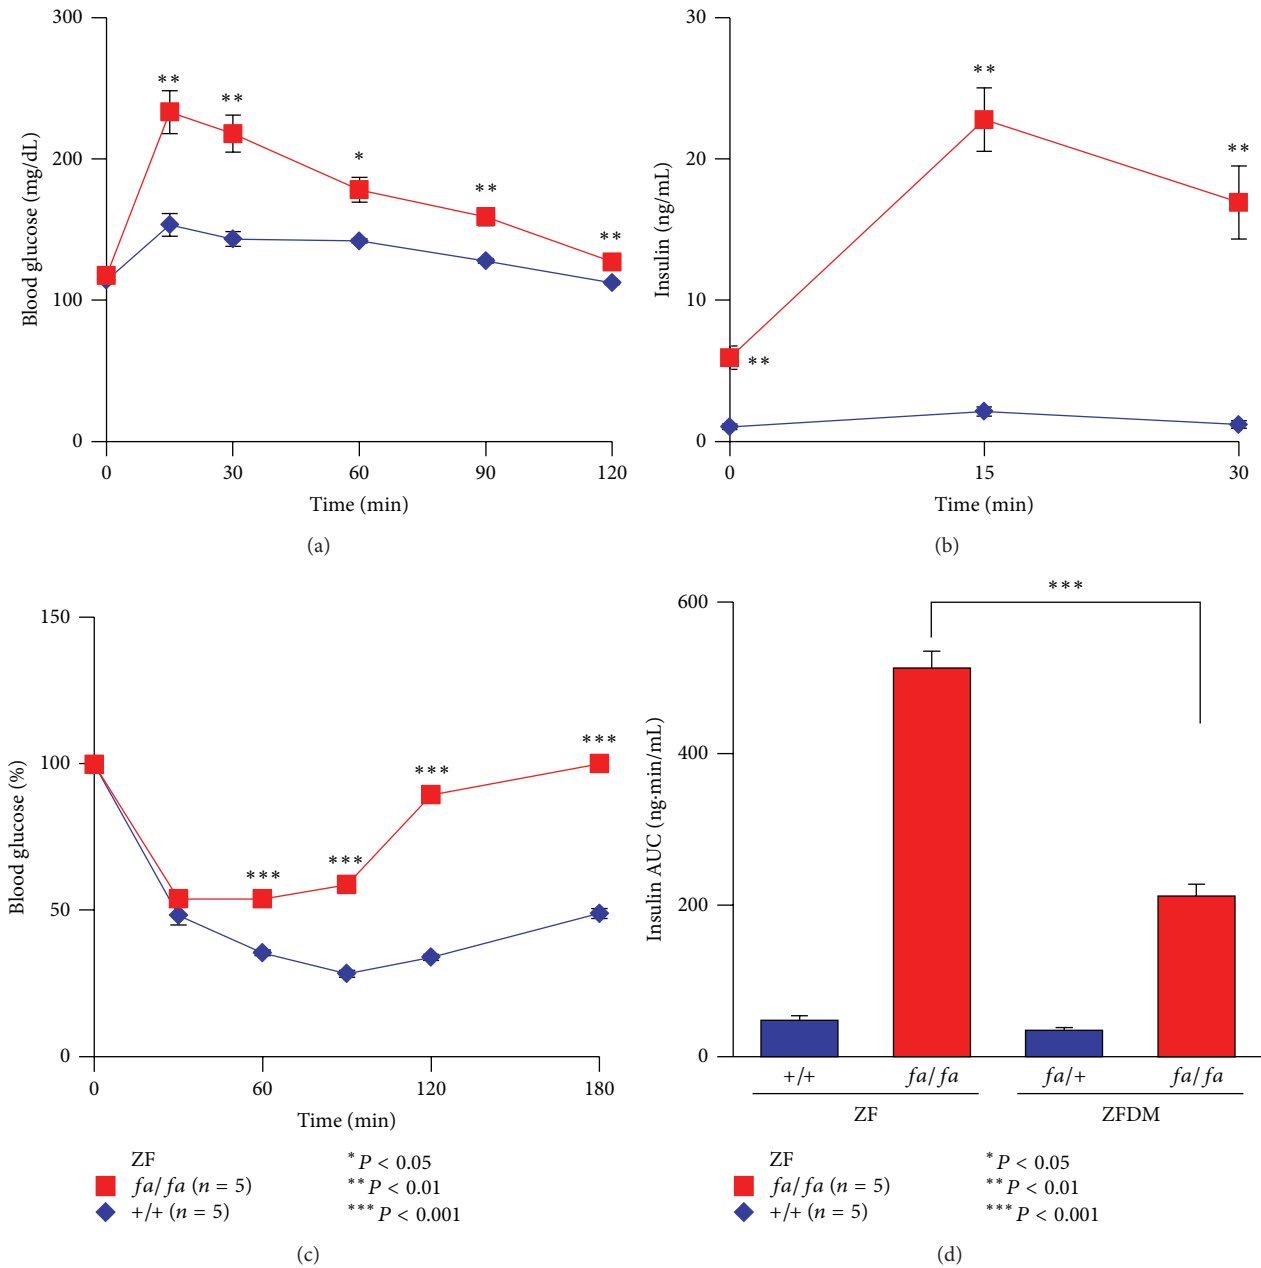 300
200
100
0
Blood glucose (mg/dL)
**
**
*
**
**
0 30 60 90 120
Time (min)
(a)
30
20
10
0
Insulin (ng/mL)
**
**
**
0 15 30
Time (min)
(b)
150
100
50
0
Blood glucose (%)
***
***
***
***
0 60 120 180
Time (min)
ZF
fa/fa (n = 5)
+/+ (n = 5)
*P < 0.05
**P < 0.01
***P < 0.001
(c)
600
400
200
0
Insulin AUC (ng·min/mL)
***
+/+ fa/fa fa/+ fa/fa
ZF ZFDM
ZF
fa/fa (n = 5)
+/+ (n = 5)
*P < 0.05
**P < 0.01
***P < 0.001
(d)